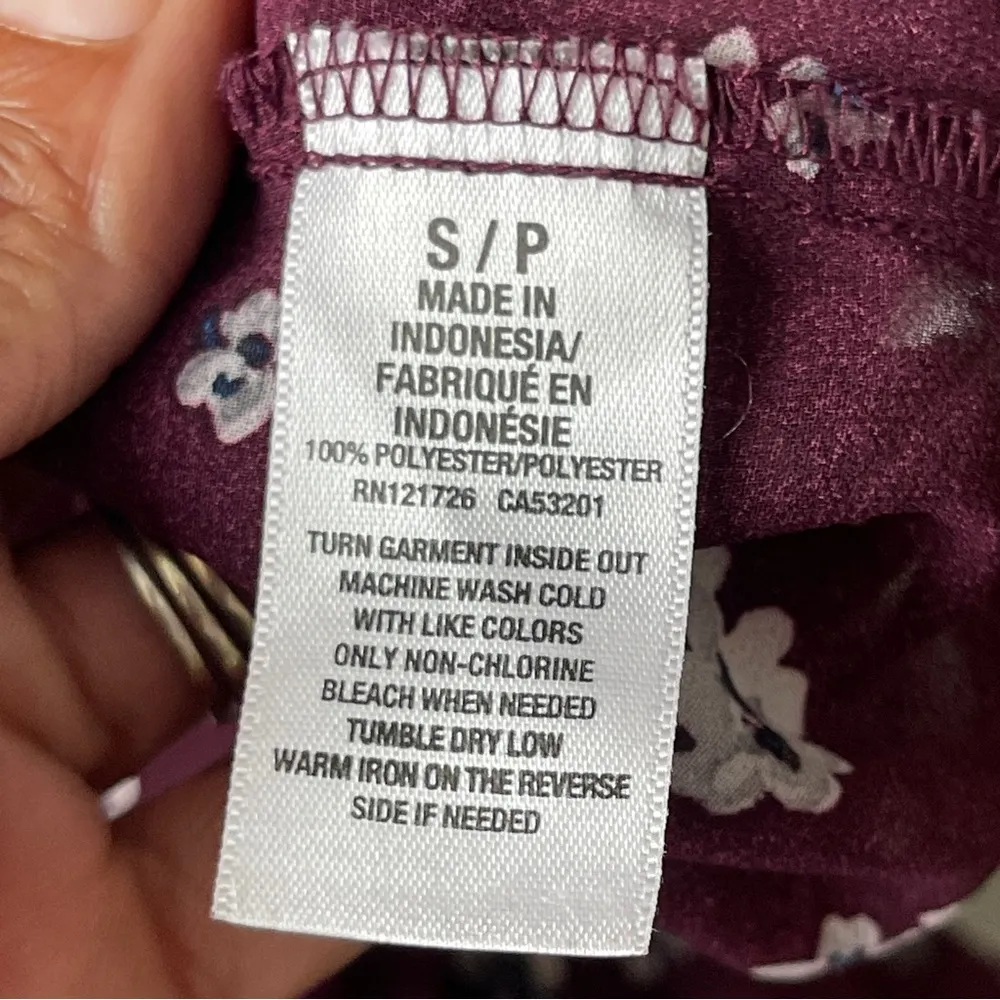 S / P
MADE IN
INDONESIA/
FABRIQUÉ EN
INDONÉSIE
100% POLYESTER/POLYESTER
RN121726 CA53201
TURN GARMENT INSIDE OUT
MACHINE WASH COLD
WITH LIKE COLORS
ONLY NON-CHLORINE
BLEACH WHEN NEEDED
TUMBLE DRY LOW
WARM IRON ON THE REVERSE
SIDE IF NEEDED